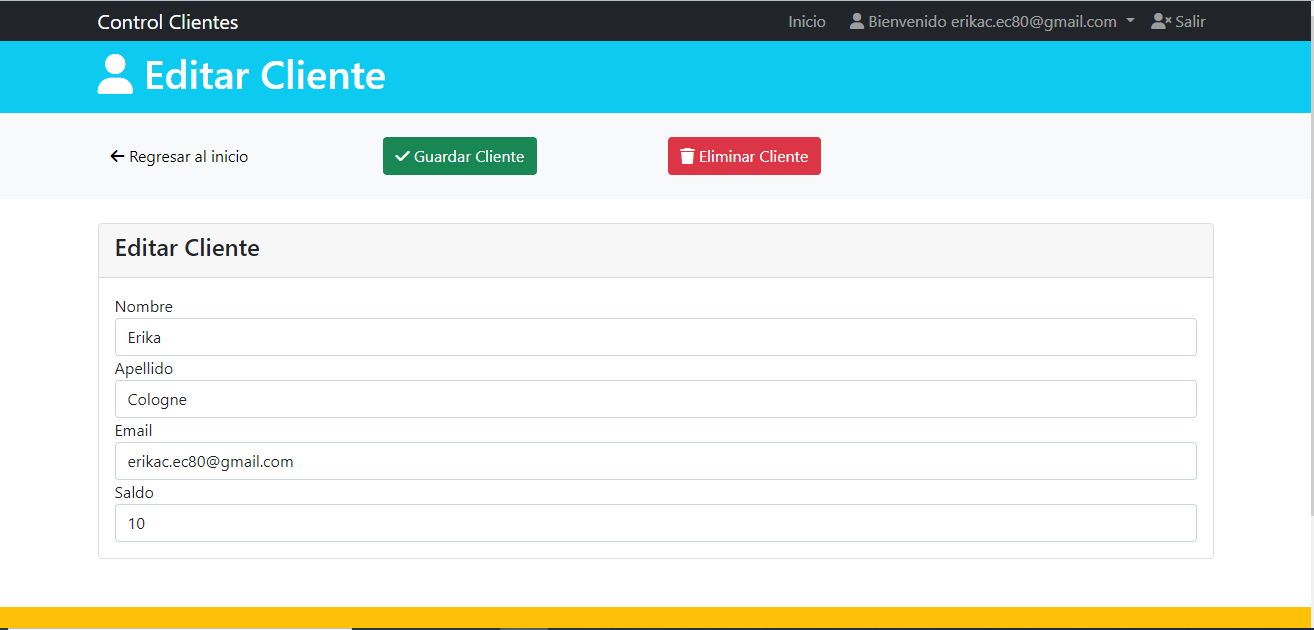 Control Clientes
Inicio
Bienvenido erikac.ec80@gmail.com
Salir
Editar Cliente
Regresar al inicio
Guardar Cliente
Eliminar Cliente
Editar Cliente
Nombre
Erika
Apellido
Cologne
Email
erikac.ec80@gmail.com
Saldo
10